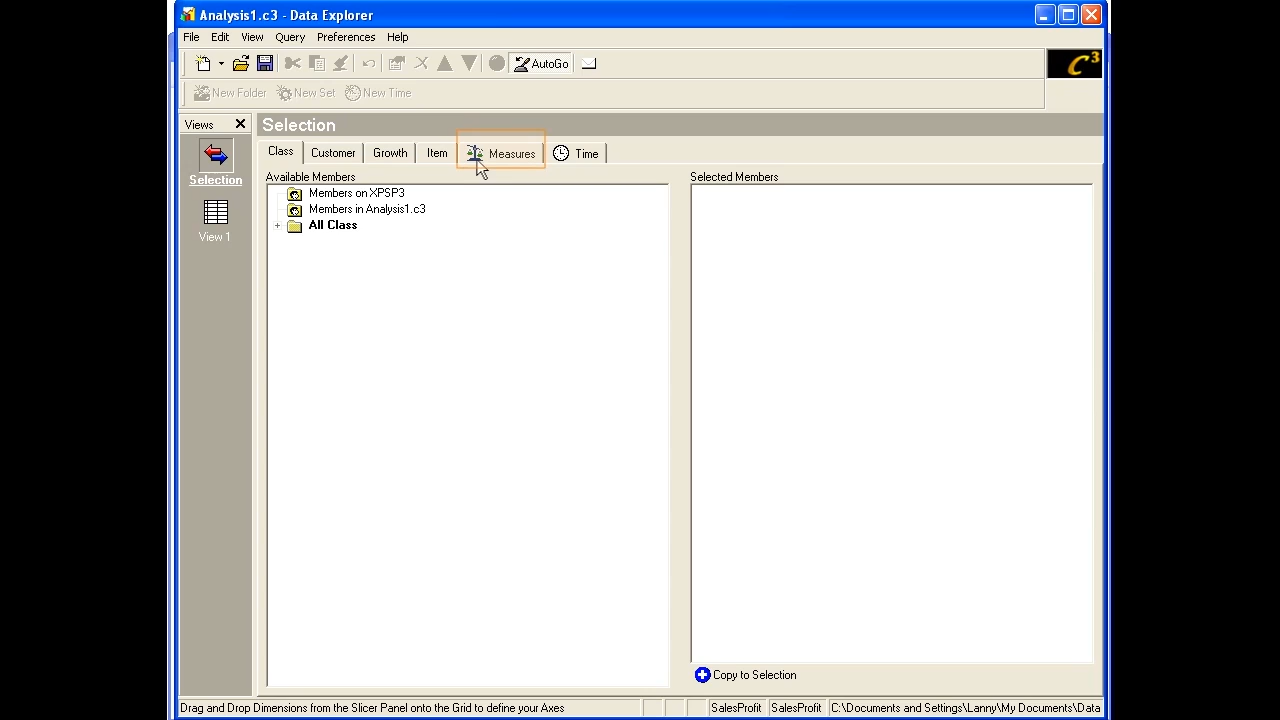 Analysis1.c3 - Data Explorer
File Edit View Query Preferences Help
AutoGo
C3
New Folder New Set New Time
Views
Selection
Class Customer Growth Item Measures Time
Selection
View 1
Available Members
Members on XPSP3
Members in Analysis1.c3
All Class
Selected Members
Copy to Selection
Drag and Drop Dimensions from the Slicer Panel onto the Grid to define your Axes SalesProfit SalesProfit C:\Documents and Settings\Lanny\My Documents\Data